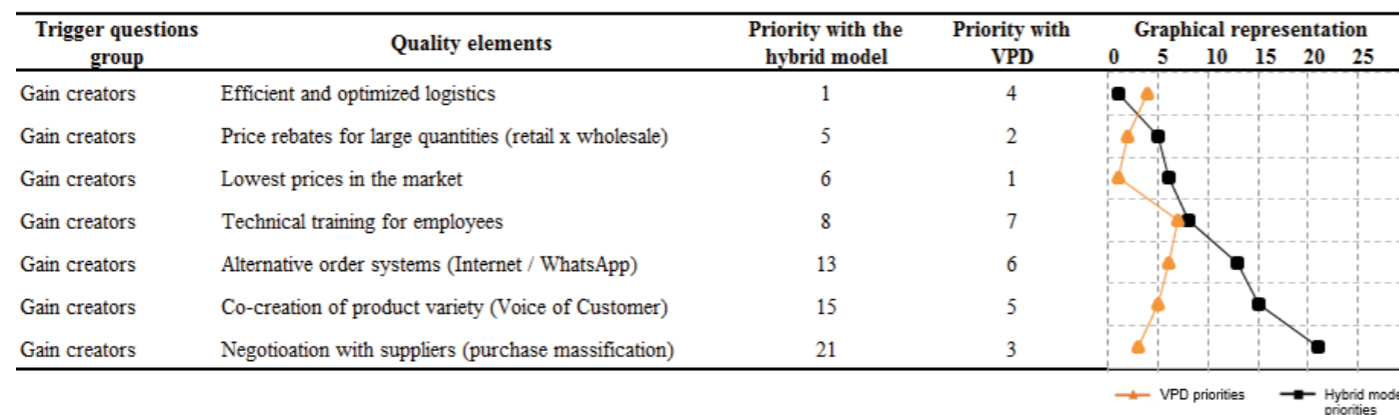 Trigger questions group Quality elements Priority with the hybrid model Priority with VPD Graphical representation
0 5 10 15 20 25
Gain creators Efficient and optimized logistics 1 4
Gain creators Price rebates for large quantities (retail x wholesale) 5 2
Gain creators Lowest prices in the market 6 1
Gain creators Technical training for employees 8 7
Gain creators Alternative order systems (Internet / WhatsApp) 13 6
Gain creators Co-creation of product variety (Voice of Customer) 15 5
Gain creators Negotioation with suppliers (purchase massification) 21 3
VPD priorities Hybrid mode
priorities